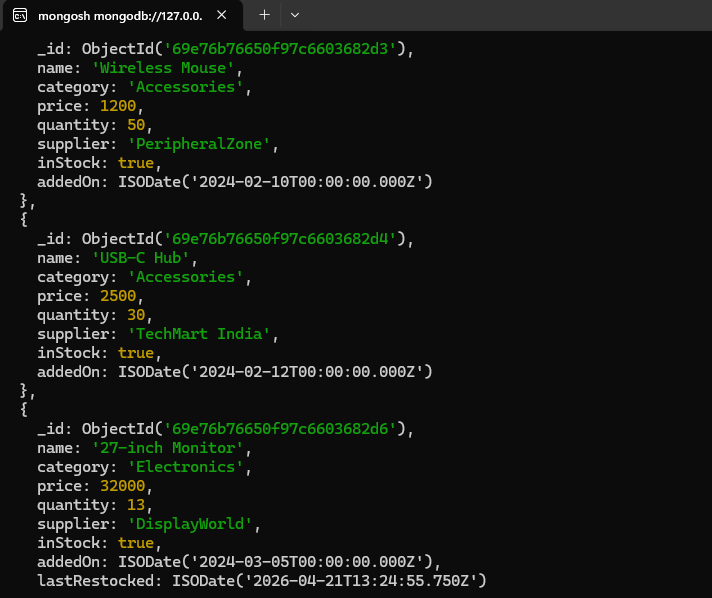 mongosh mongodb://127.0.0.
_id: ObjectId('69e76b76650f97c6603682d3'),
name: 'Wireless Mouse',
category: 'Accessories',
price: 1200,
quantity: 50,
supplier: 'PeripheralZone',
inStock: true,
addedOn: ISODate('2024-02-10T00:00:00.000Z')
},
{
_id: ObjectId('69e76b76650f97c6603682d4'),
name: 'USB-C Hub',
category: 'Accessories',
price: 2500,
quantity: 30,
supplier: 'TechMart India',
inStock: true,
addedOn: ISODate('2024-02-12T00:00:00.000Z')
},
{
_id: ObjectId('69e76b76650f97c6603682d6'),
name: '27-inch Monitor',
category: 'Electronics',
price: 32000,
quantity: 13,
supplier: 'DisplayWorld',
inStock: true,
addedOn: ISODate('2024-03-05T00:00:00.000Z'),
lastRestocked: ISODate('2026-04-21T13:24:55.750Z')